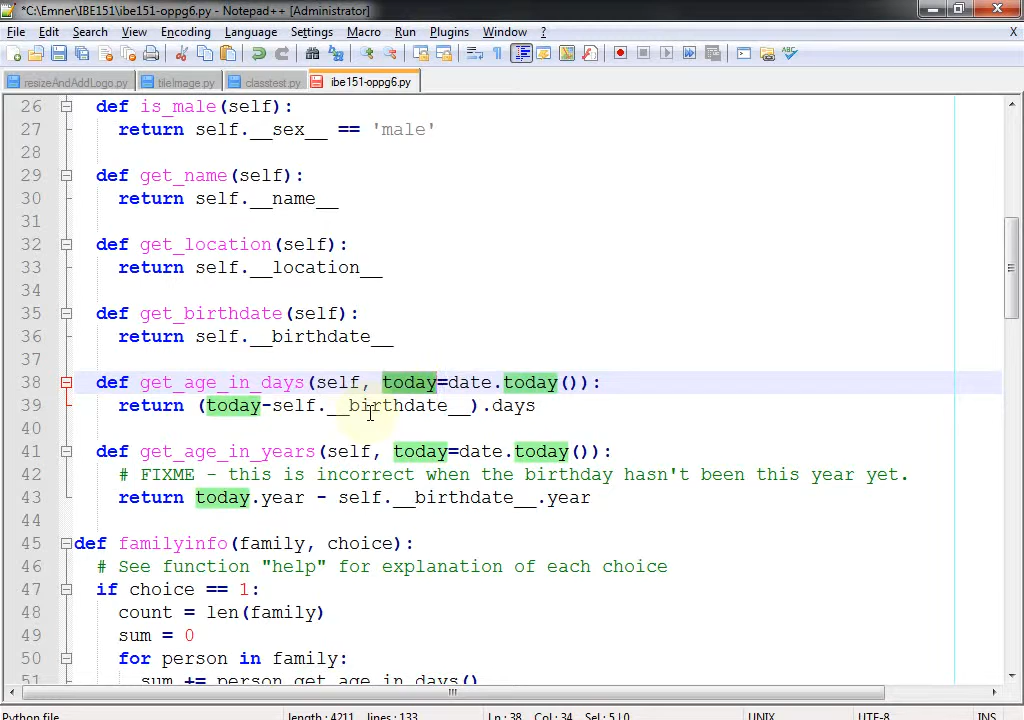 *C:\Emner\IBE151\ibe151-oppg6.py - Notepad++ [Administrator]
File Edit Search View Encoding Language Settings Macro Run Plugins Window ? X
resizeAndAddLogo.py tileImage.py classtest.py ibe151-oppg6.py
26 def is_male(self):
27 return self.__sex__ == 'male'
28
29 def get_name(self):
30 return self.__name__
31
32 def get_location(self):
33 return self.__location__
34
35 def get_birthdate(self):
36 return self.__birthdate__
37
38 def get_age_in_days(self, today=date.today()):
39 return (today-self.__birthdate__).days
40
41 def get_age_in_years(self, today=date.today()):
42 # FIXME - this is incorrect when the birthday hasn't been this year yet.
43 return today.year - self.__birthdate__.year
44
45 def familyinfo(family, choice):
46 # See function "help" for explanation of each choice
47 if choice == 1:
48 count = len(family)
49 sum = 0
50 for person in family:
51 sum += person.get_age_in_days()
Python file length : 4211 lines : 133 Ln : 38 Col : 34 Sel : 5 | 0 UNIX UTF-8 INS